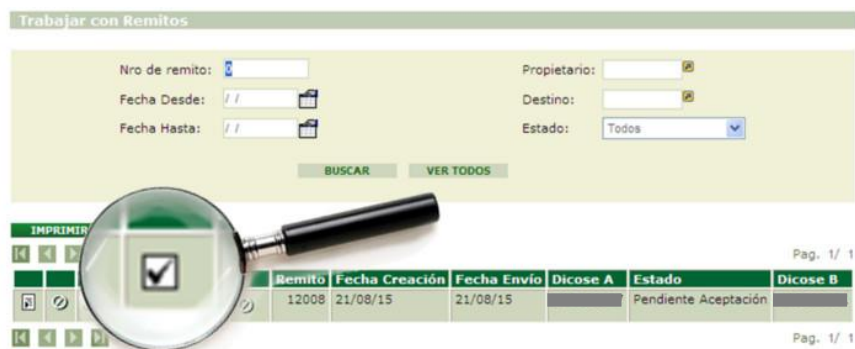 Trabajar con Remitos
Nro de remito: 0 Propietario:
Fecha Desde: / / Destino:
Fecha Hasta: / / Estado: Todos
BUSCAR VER TODOS
IMPRIMIR
Pag. 1/ 1
Remito Fecha Creación Fecha Envío Dicose A Estado Dicose B
12008 21/08/15 21/08/15 Pendiente Aceptación
Pag. 1/ 1